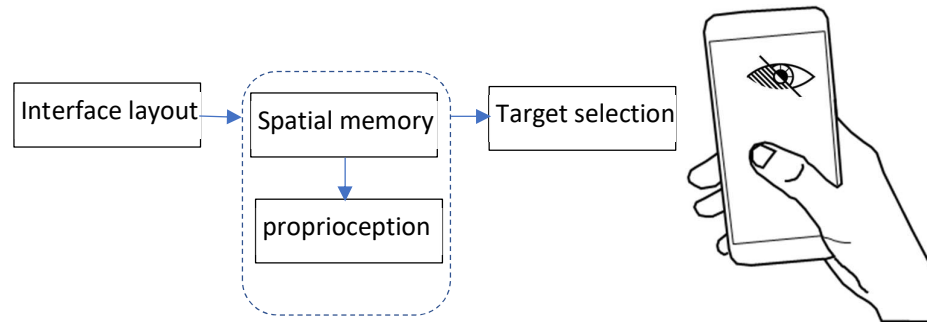 Interface layout
Spatial memory
Target selection
proprioception